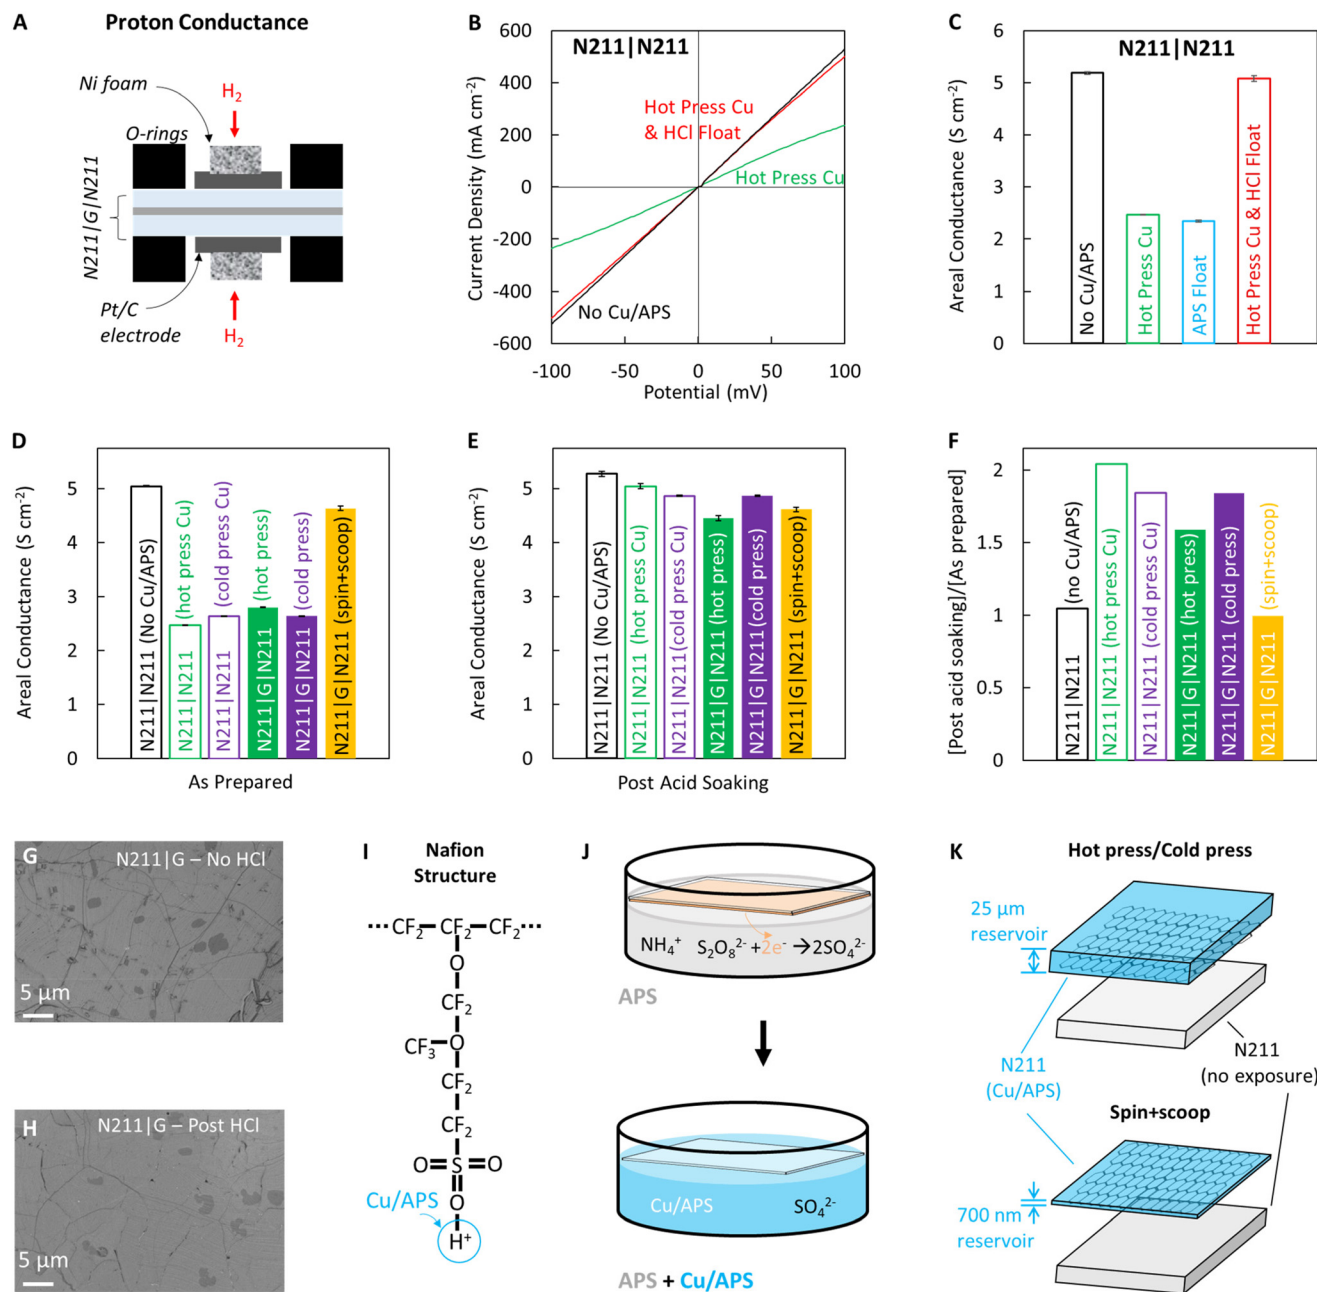 A
Proton Conductance
Ni foam
H2
O-rings
N211|G|N211
Pt/C
electrode
H2
B
N211|N211
Current Density (mA cm-2)
600
400
200
0
-200
-400
-600
Hot Press Cu
& HCl Float
Hot Press Cu
No Cu/APS
-100
-50
0
50
100
Potential (mV)
C
N211|N211
Areal Conductance (S cm-2)
6
5
4
3
2
1
0
No Cu/APS
Hot Press Cu
APS Float
Hot Press Cu & HCl Float
D
Areal Conductance (S cm-2)
5
4
3
2
1
0
N211|N211 (No Cu/APS)
N211|N211 (hot press Cu)
N211|N211 (cold press Cu)
N211|G|N211 (hot press)
N211|G|N211 (cold press)
N211|G|N211 (spin+scoop)
As Prepared
E
Areal Conductance (S cm-2)
5
4
3
2
1
0
N211|N211 (No Cu/APS)
N211|N211 (hot press Cu)
N211|N211 (cold press Cu)
N211|G|N211 (hot press)
N211|G|N211 (cold press)
N211|G|N211 (spin+scoop)
Post Acid Soaking
F
[Post acid soaking]/[As prepared]
2
1.5
1
0.5
0
N211|N211 (no Cu/APS)
N211|N211 (hot press Cu)
N211|N211 (cold press Cu)
N211|G|N211 (hot press)
N211|G|N211 (cold press)
N211|G|N211 (spin+scoop)
G
N211|G – No HCl
5 µm
H
N211|G – Post HCl
5 µm
I
Nafion
Structure
···CF2 CF2 CF2···
O
CF2
CF3 O
CF2
CF2
O S O
O
Cu/APS
H+
J
NH4+ S2O82- +2e- →2SO42-
APS
Cu/APS SO42-
APS + Cu/APS
K
Hot press/Cold press
25 µm
reservoir
N211
(Cu/APS)
N211
(no exposure)
Spin+scoop
700 nm
reservoir